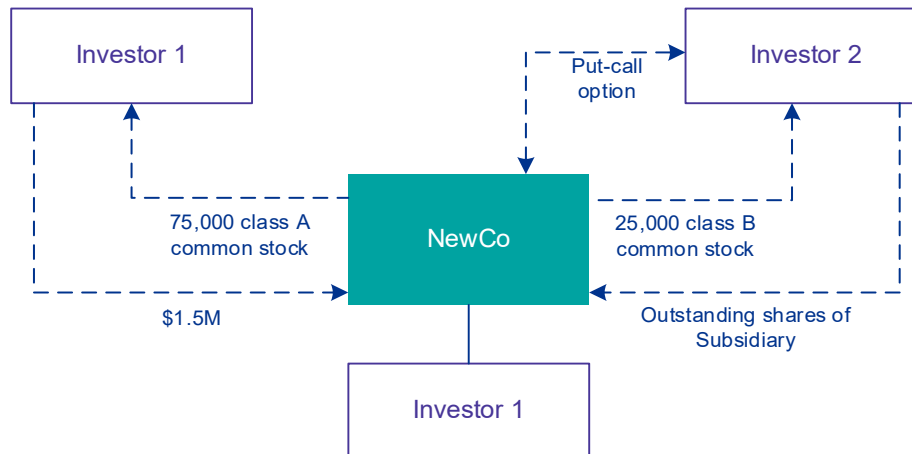 Investor 1
Put-call
option
Investor 2
75,000 class A
common stock
NewCo
25,000 class B
common stock
$1.5M
Outstanding shares of
Subsidiary
Investor 1